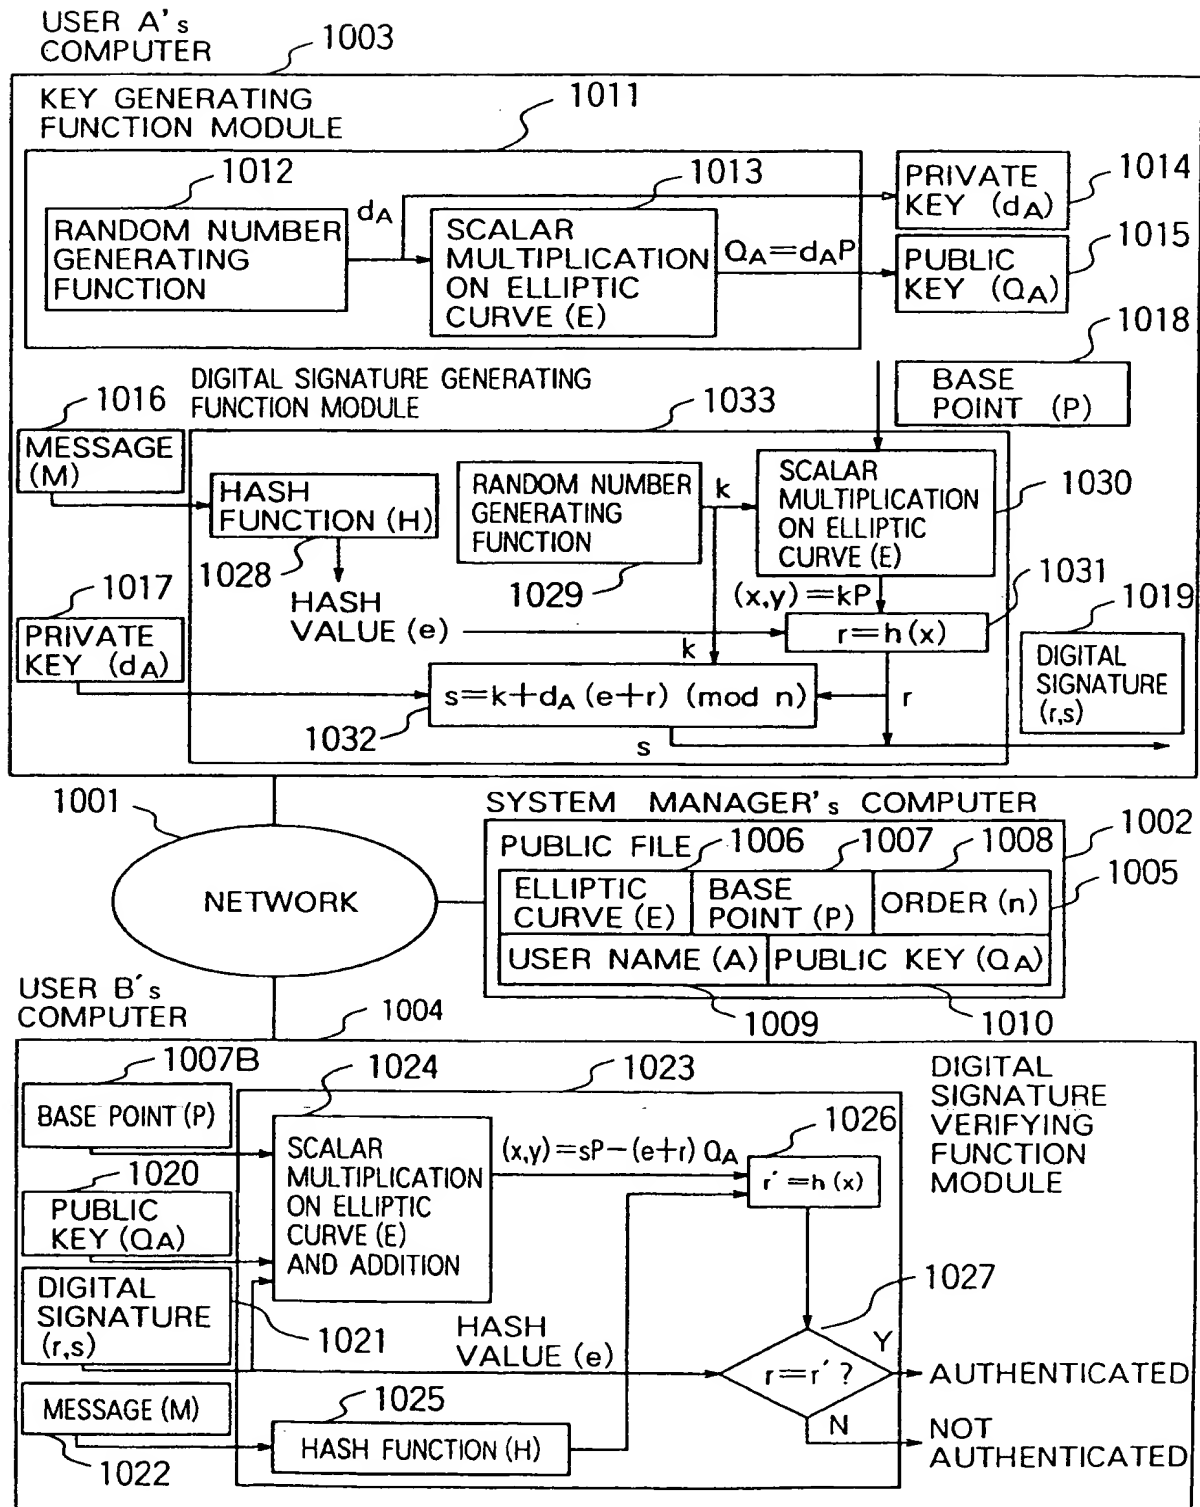 USER A's
COMPUTER
1003
KEY GENERATING
FUNCTION MODULE
1011
1012
1013
1014
RANDOM NUMBER
GENERATING
FUNCTION
dA
SCALAR
MULTIPLICATION
ON ELLIPTIC
CURVE (E)
QA=dAP
PRIVATE
KEY (dA)
1015
PUBLIC
KEY (QA)
1018
BASE
POINT (P)
DIGITAL SIGNATURE GENERATING
FUNCTION MODULE
1033
1016
MESSAGE
(M)
HASH
FUNCTION (H)
1028
RANDOM NUMBER
GENERATING
FUNCTION
1029
k
SCALAR
MULTIPLICATION
ON ELLIPTIC
CURVE (E)
1030
(x,y)=kP
1031
1017
HASH
VALUE (e)
r=h(x)
1019
PRIVATE
KEY (dA)
k
s=k+dA (e+r) (mod n)
r
DIGITAL
SIGNATURE
(r,s)
1032
s
1001
NETWORK
SYSTEM MANAGER's COMPUTER
1002
PUBLIC FILE
1006
1007
1008
1005
ELLIPTIC
CURVE (E)
BASE
POINT (P)
ORDER (n)
USER NAME (A)
PUBLIC KEY (QA)
1009
1010
USER B's
COMPUTER
1004
1007B
1024
1023
DIGITAL
SIGNATURE
VERIFYING
FUNCTION
MODULE
BASE POINT (P)
SCALAR
MULTIPLICATION
ON ELLIPTIC
CURVE (E)
AND ADDITION
(x,y)=sP-(e+r) QA
1026
r'=h(x)
1020
PUBLIC
KEY (QA)
DIGITAL
SIGNATURE
(r,s)
1021
1027
HASH
VALUE (e)
r=r' ?
Y
AUTHENTICATED
N
NOT
AUTHENTICATED
MESSAGE (M)
1022
1025
HASH FUNCTION (H)